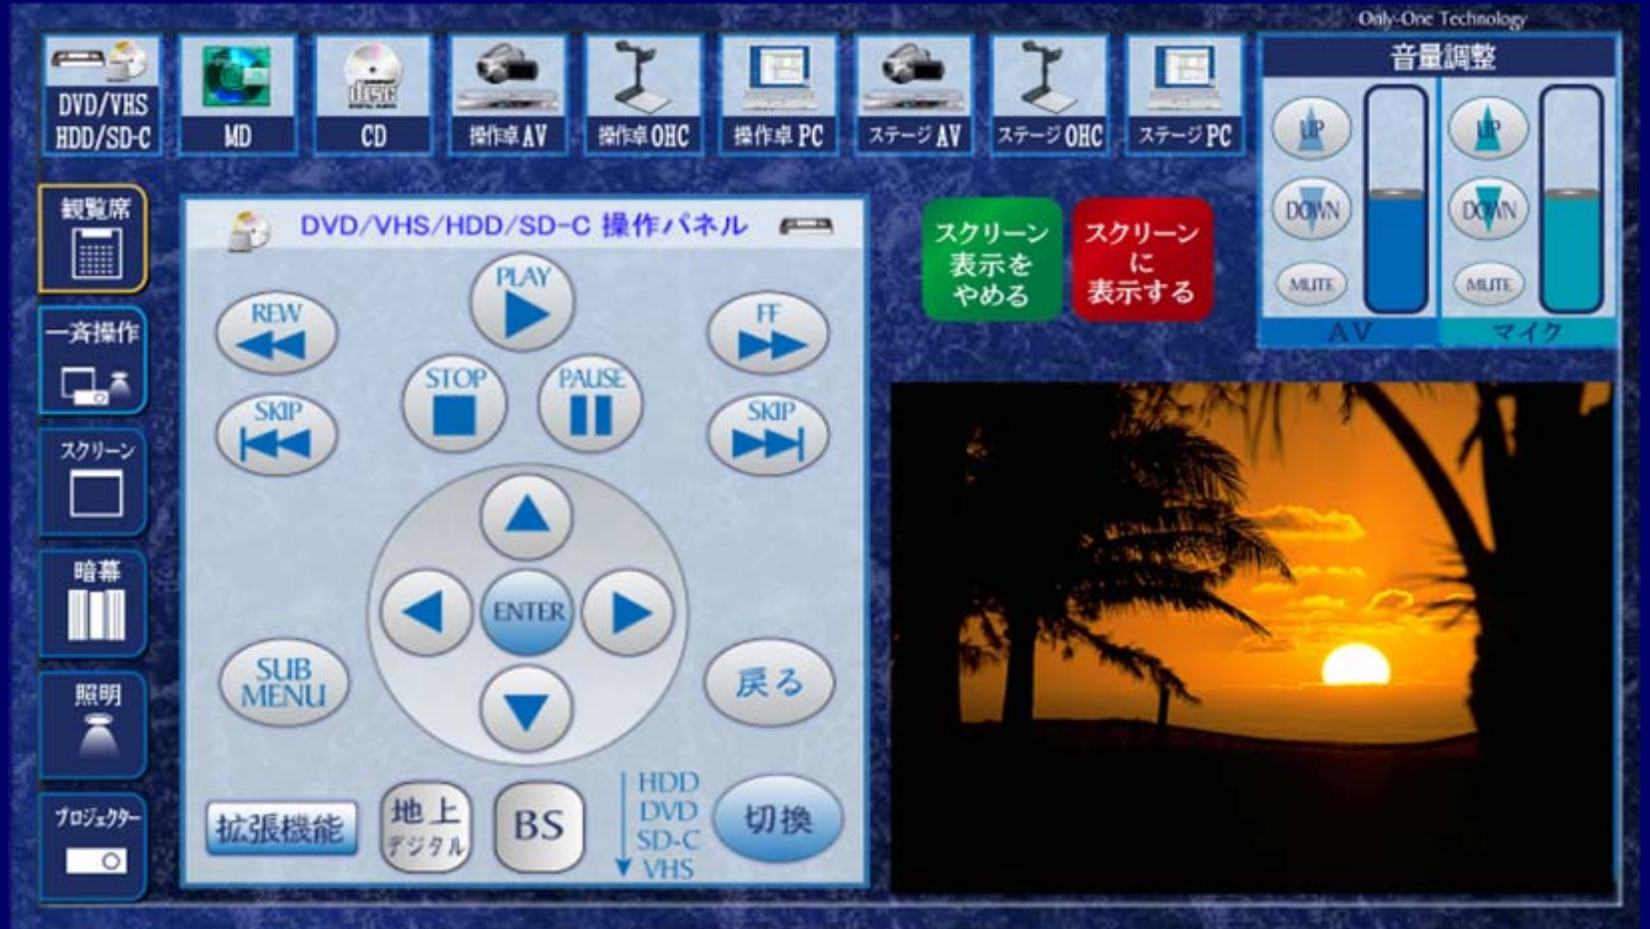 Only-One Technology
DVD/VHS
HDD/SD-C
MD
CD
操作卓AV
操作卓OHC
操作卓PC
ステージAV
ステージOHC
ステージPC
音量調整
UP
UP
DOWN
DOWN
MUTE
MUTE
AV
マイク
観覧席
一斉操作
スクリーン
暗幕
照明
プロジェクター
DVD/VHS/HDD/SD-C 操作パネル
PLAY
REW
FF
STOP
PAUSE
SKIP
SKIP
ENTER
SUB
MENU
戻る
拡張機能
地上
デジタル
BS
HDD
DVD
SD-C
VHS
切換
スクリーン
表示を
やめる
スクリーン
に
表示する
disc